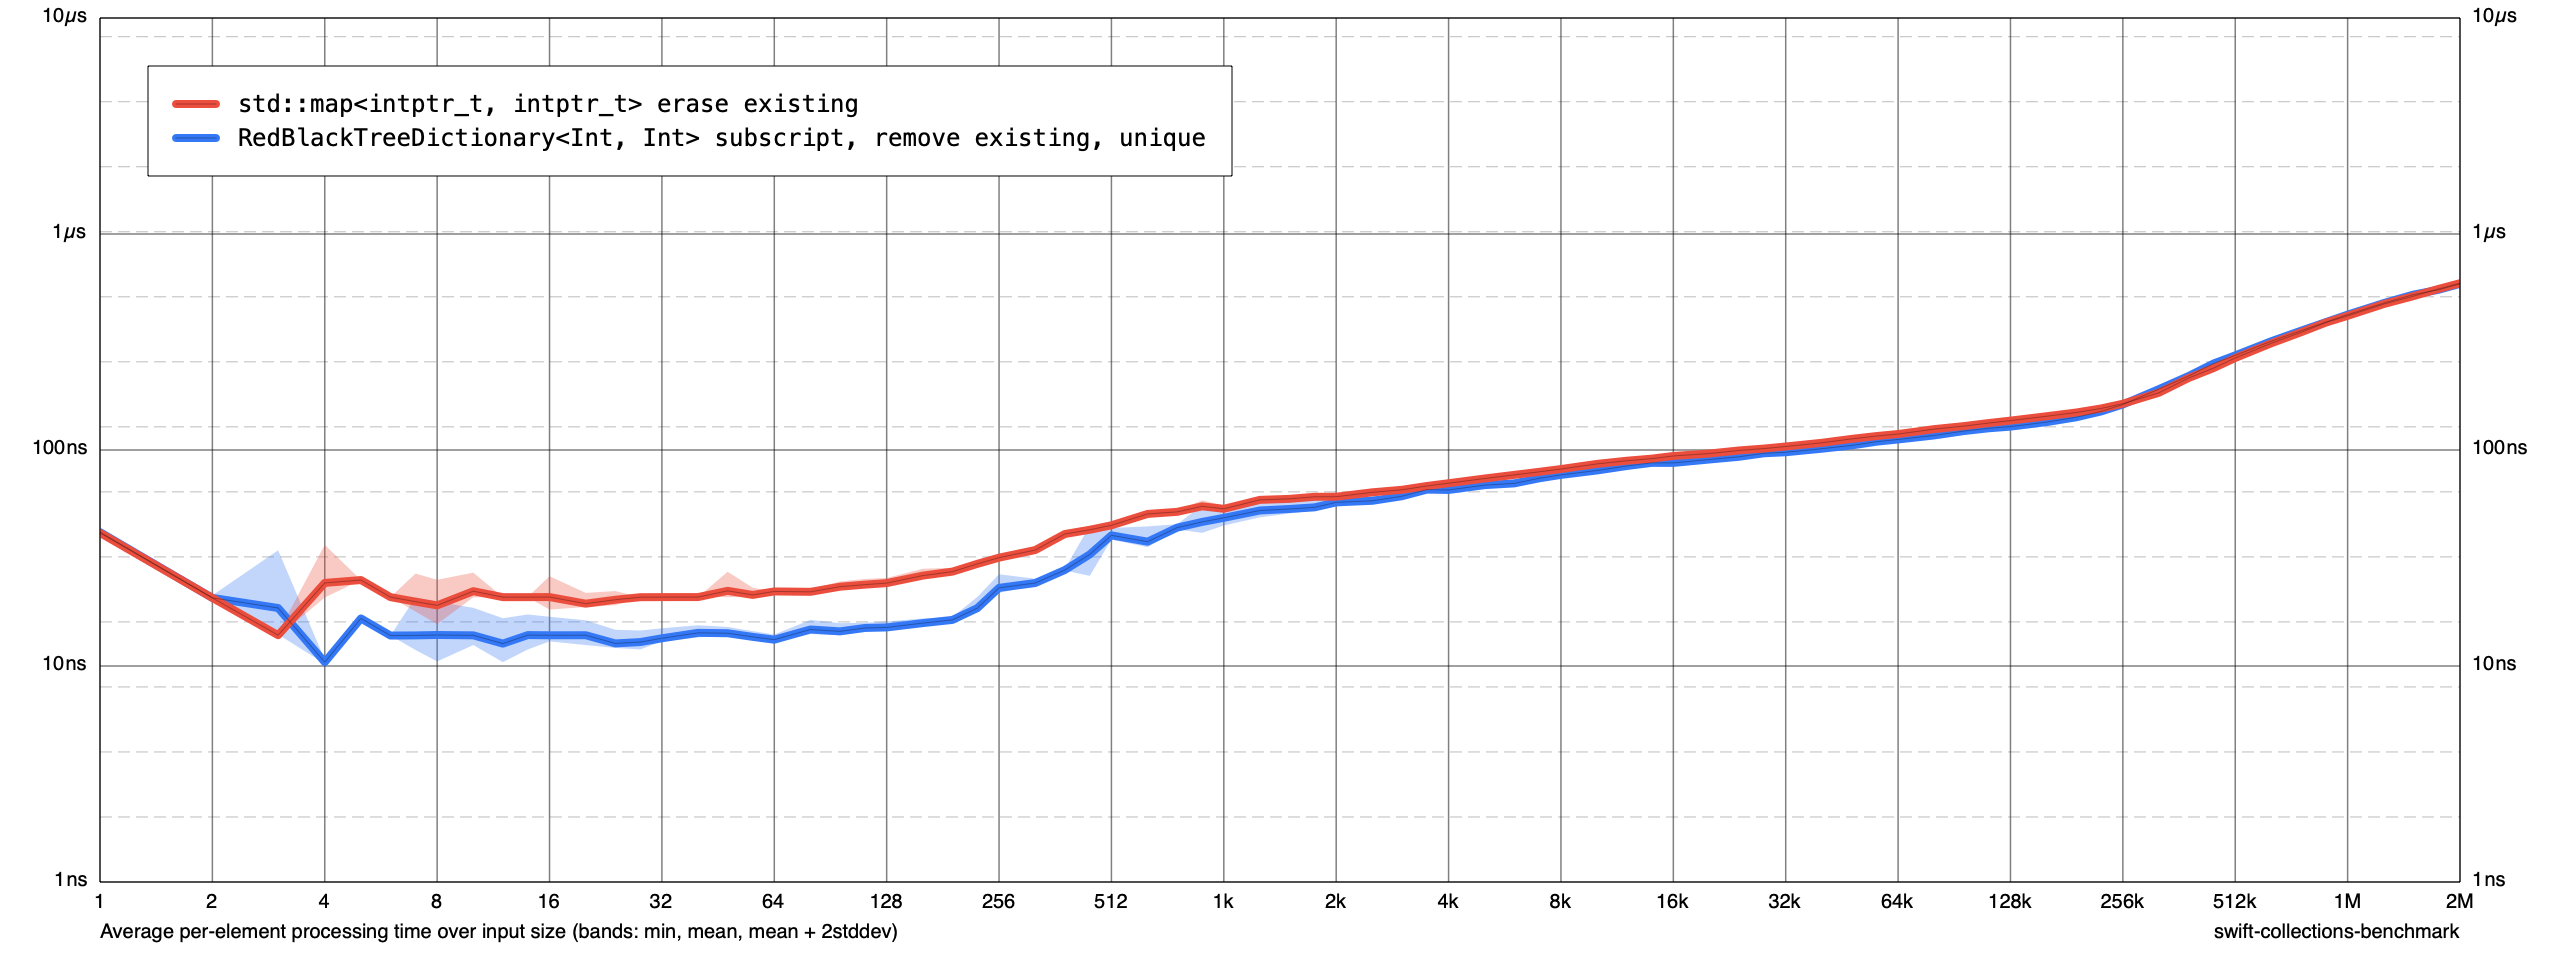 10µs
10µs
std::map<intptr_t, intptr_t> erase existing
RedBlackTreeDictionary<Int, Int> subscript, remove existing, unique
1µs
1µs
100ns
100ns
10ns
10ns
1ns
1ns
1 2 4 8 16 32 64 128 256 512 1k 2k 4k 8k 16k 32k 64k 128k 256k 512k 1M 2M
Average per-element processing time over input size (bands: min, mean, mean + 2stddev)
swift-collections-benchmark